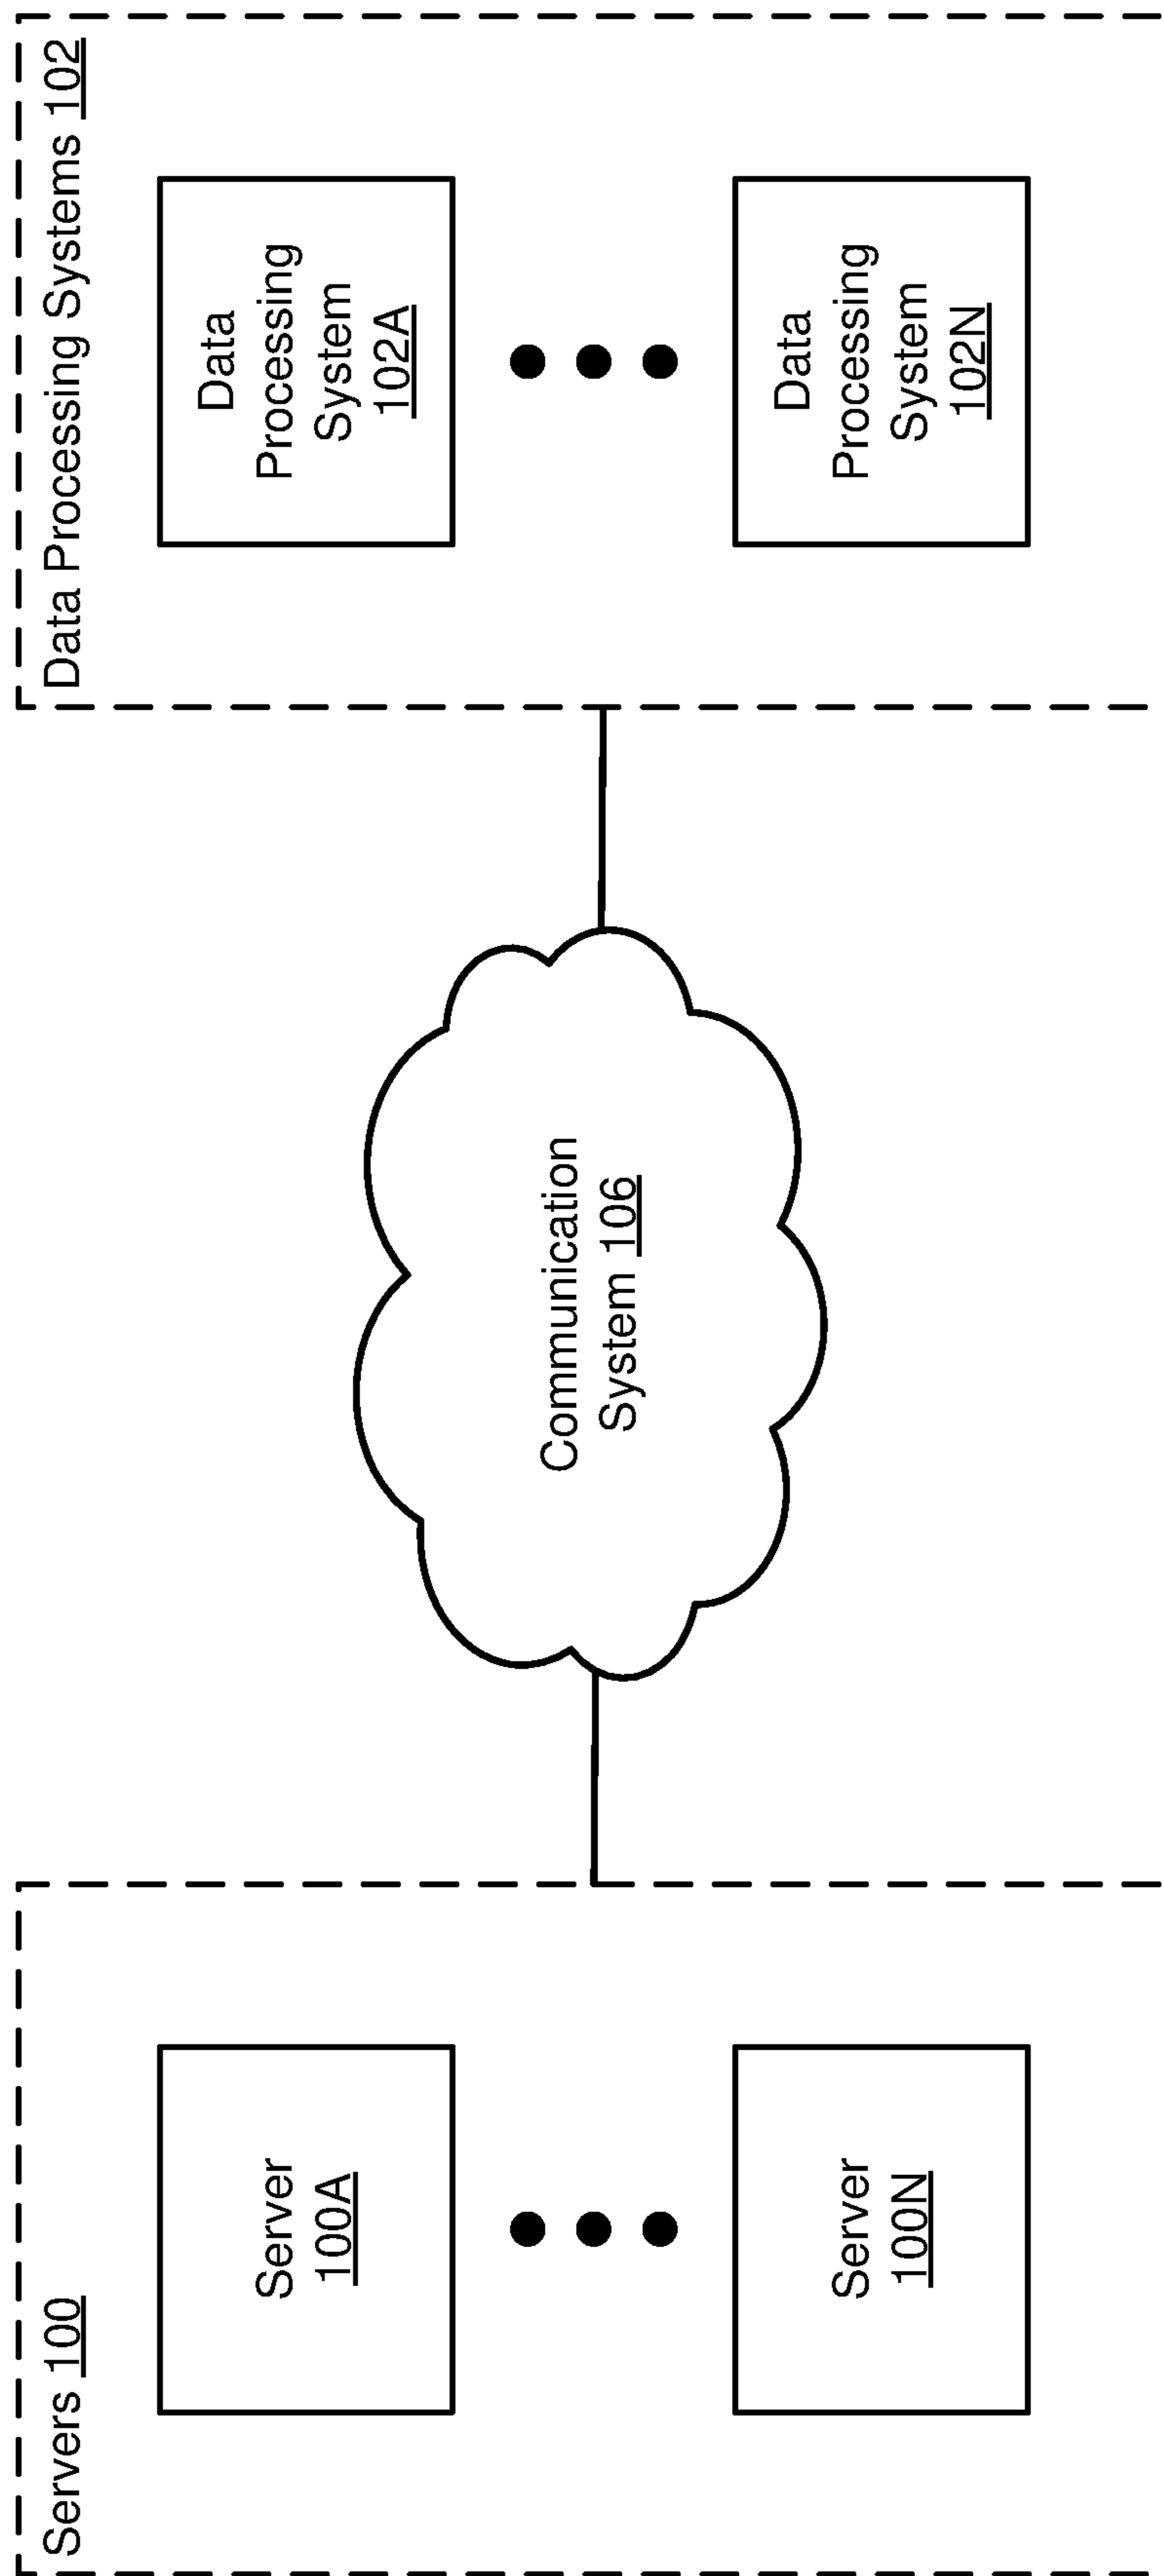 Servers 100
Server
100A
Server
100N
Communication
System 106
Data Processing Systems 102
Data
Processing
System
102A
Data
Processing
System
102N